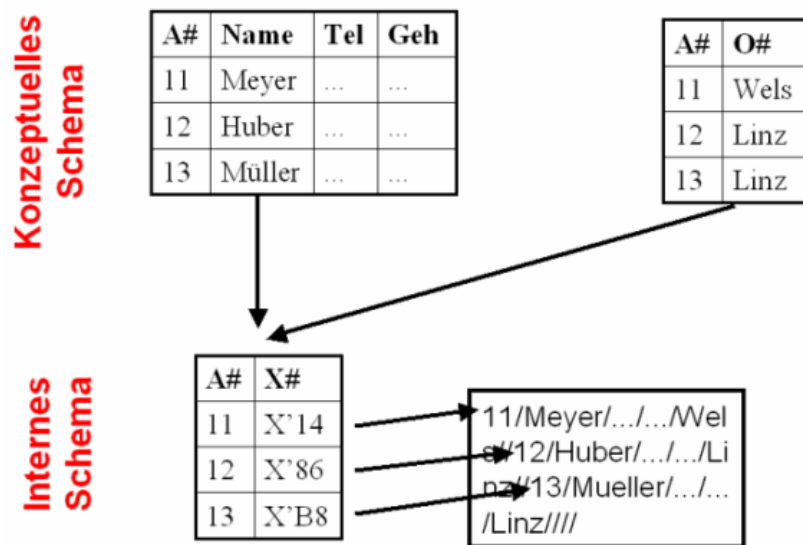 Konzeptuelles
Schema
A# Name Tel Geh
11 Meyer ... ...
12 Huber ... ...
13 Müller ... ...
A# O#
11 Wels
12 Linz
13 Linz
Internes
Schema
A# X#
11 X'14
12 X'86
13 X'B8
11/Meyer/.../.../Wel
s//12/Huber/.../.../Li
nz//13/Mueller/.../...
/Linz////